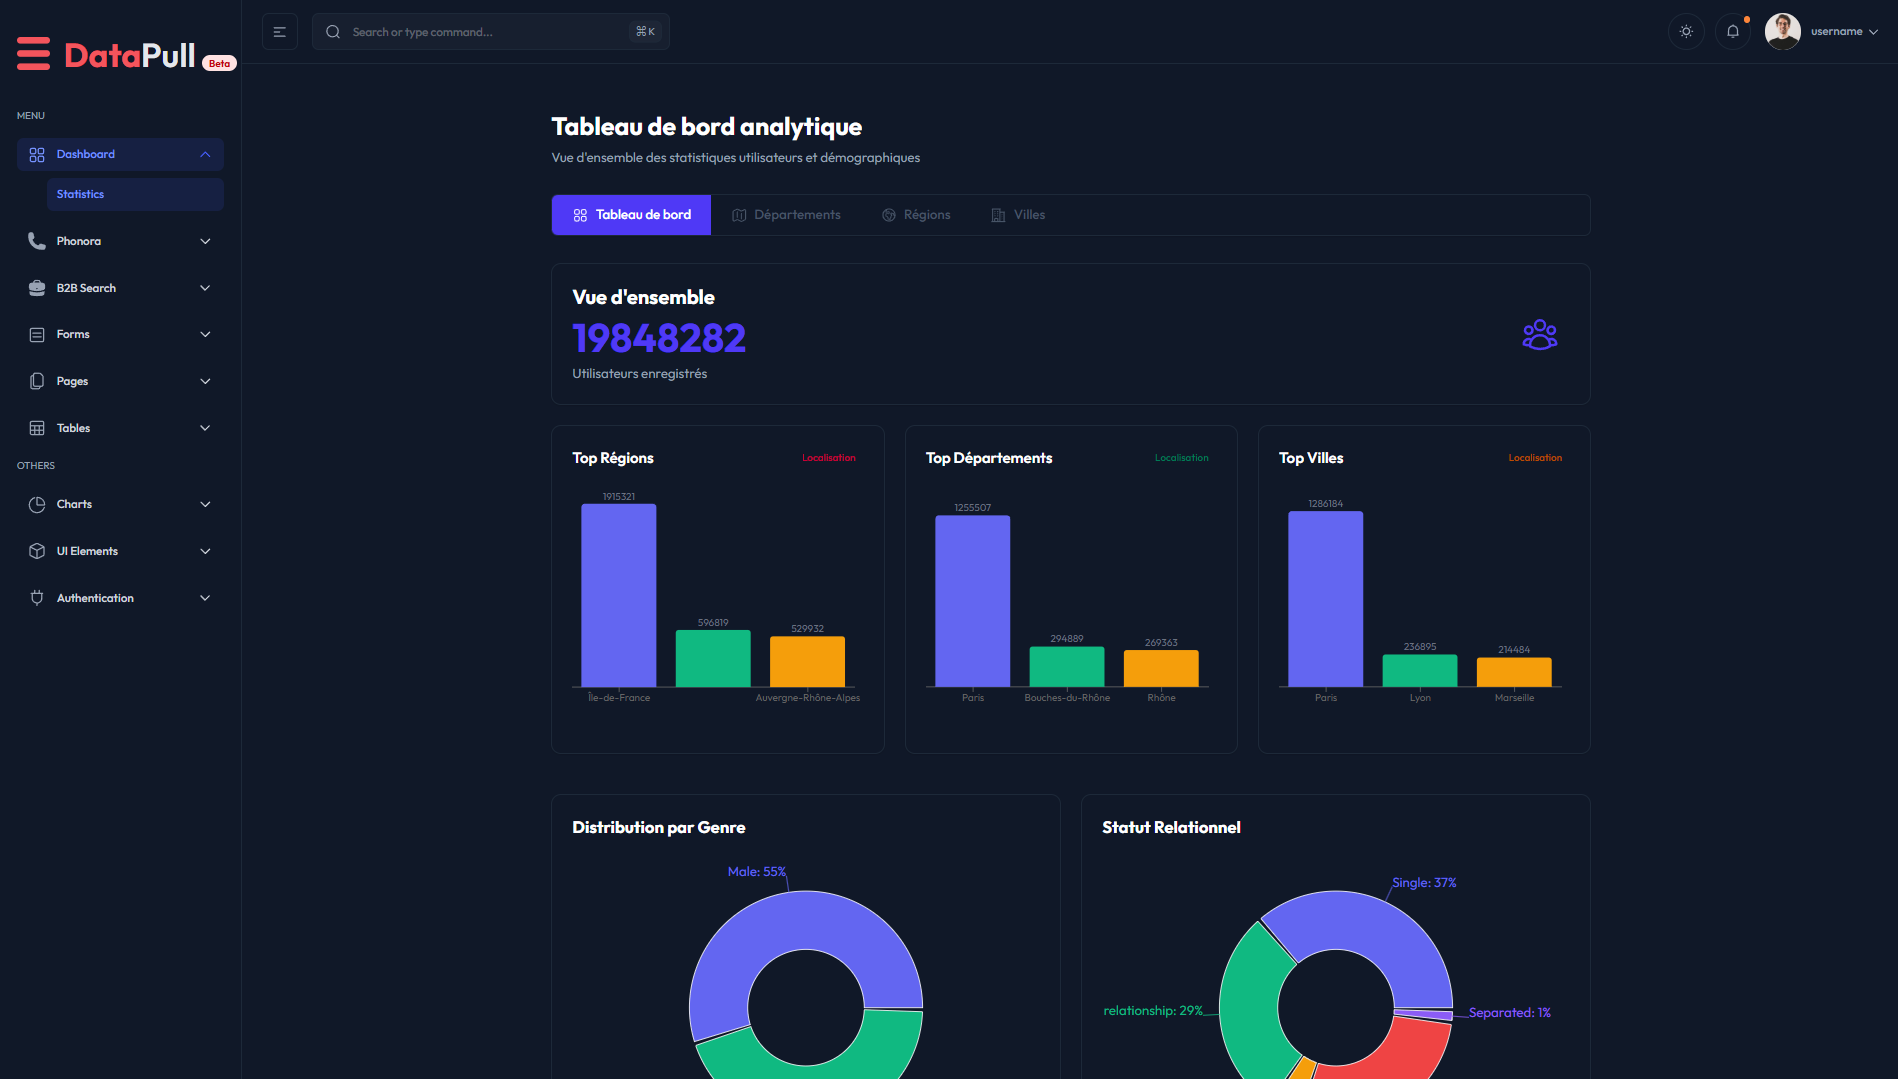 DataPull Beta
Search or type command...
⌘K
username
MENU
Dashboard
Statistics
Phonora
B2B Search
Forms
Pages
Tables
OTHERS
Charts
UI Elements
Authentication
Tableau de bord analytique
Vue d'ensemble des statistiques utilisateurs et démographiques
Tableau de bord
Départements
Régions
Villes
Vue d'ensemble
19848282
Utilisateurs enregistrés
Top Régions
Localisation
1915321
596819
529932
Île-de-France
Auvergne-Rhône-Alpes
Top Départements
Localisation
1255507
294889
269363
Paris
Bouches-du-Rhône
Rhône
Top Villes
Localisation
1286184
236895
214484
Paris
Lyon
Marseille
Distribution par Genre
Male: 55%
Statut Relationnel
Single: 37%
relationship: 29%
Separated: 1%